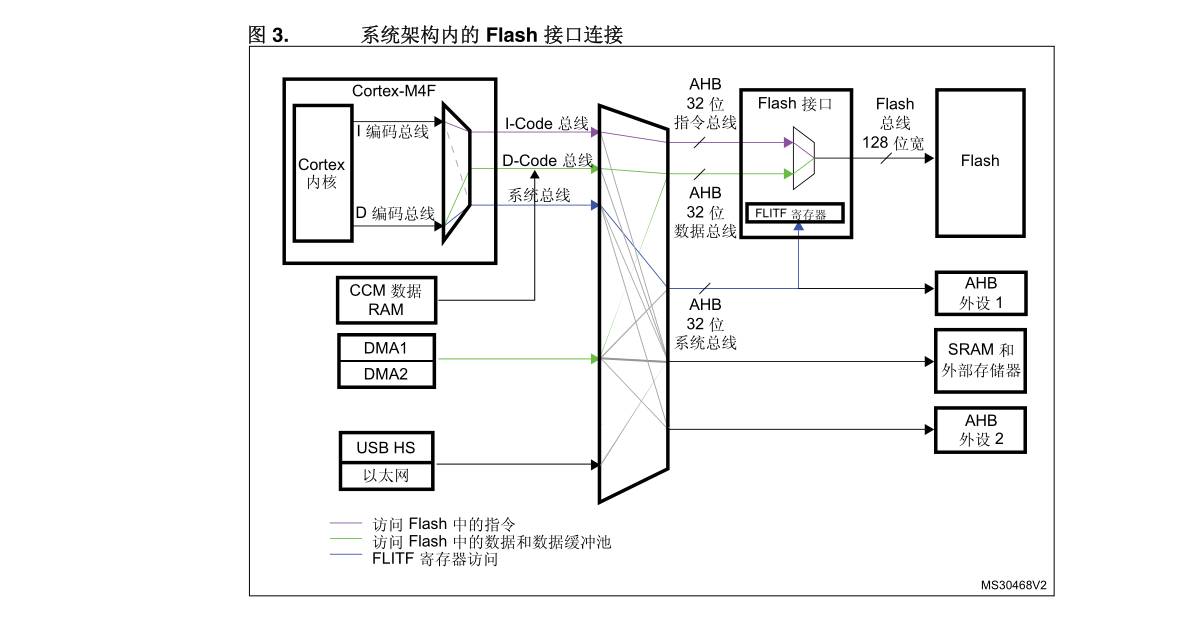 图 3. 系统架构内的 Flash 接口连接
Cortex-M4F
Cortex
内核
I 编码总线
D 编码总线
I-Code 总线
D-Code 总线
系统总线
CCM 数据
RAM
DMA1
DMA2
USB HS
以太网
AHB
32 位
指令总线
AHB
32 位
数据总线
AHB
32 位
系统总线
Flash 接口
FLITF 寄存器
Flash
总线
128 位宽
Flash
AHB
外设 1
SRAM 和
外部存储器
AHB
外设 2
访问 Flash 中的指令
访问 Flash 中的数据和数据缓冲池
FLITF 寄存器访问
MS30468V2